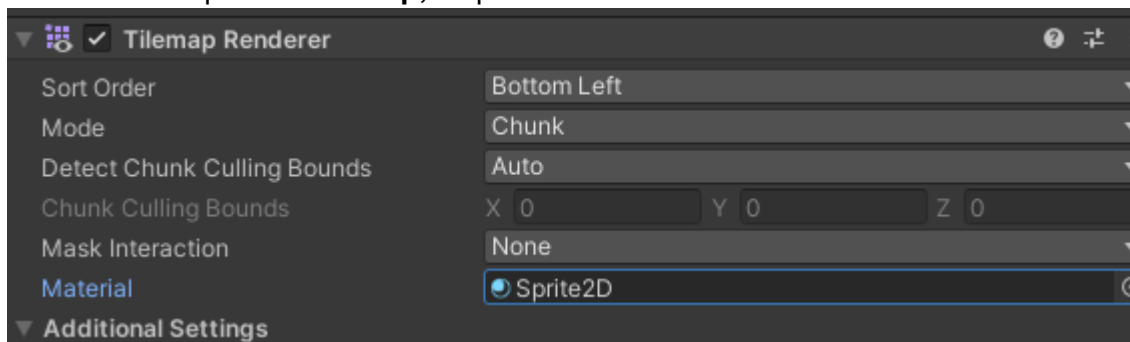 Tilemap Renderer
Sort Order Bottom Left
Mode Chunk
Detect Chunk Culling Bounds Auto
Chunk Culling Bounds X 0 Y 0 Z 0
Mask Interaction None
Material Sprite2D
Additional Settings